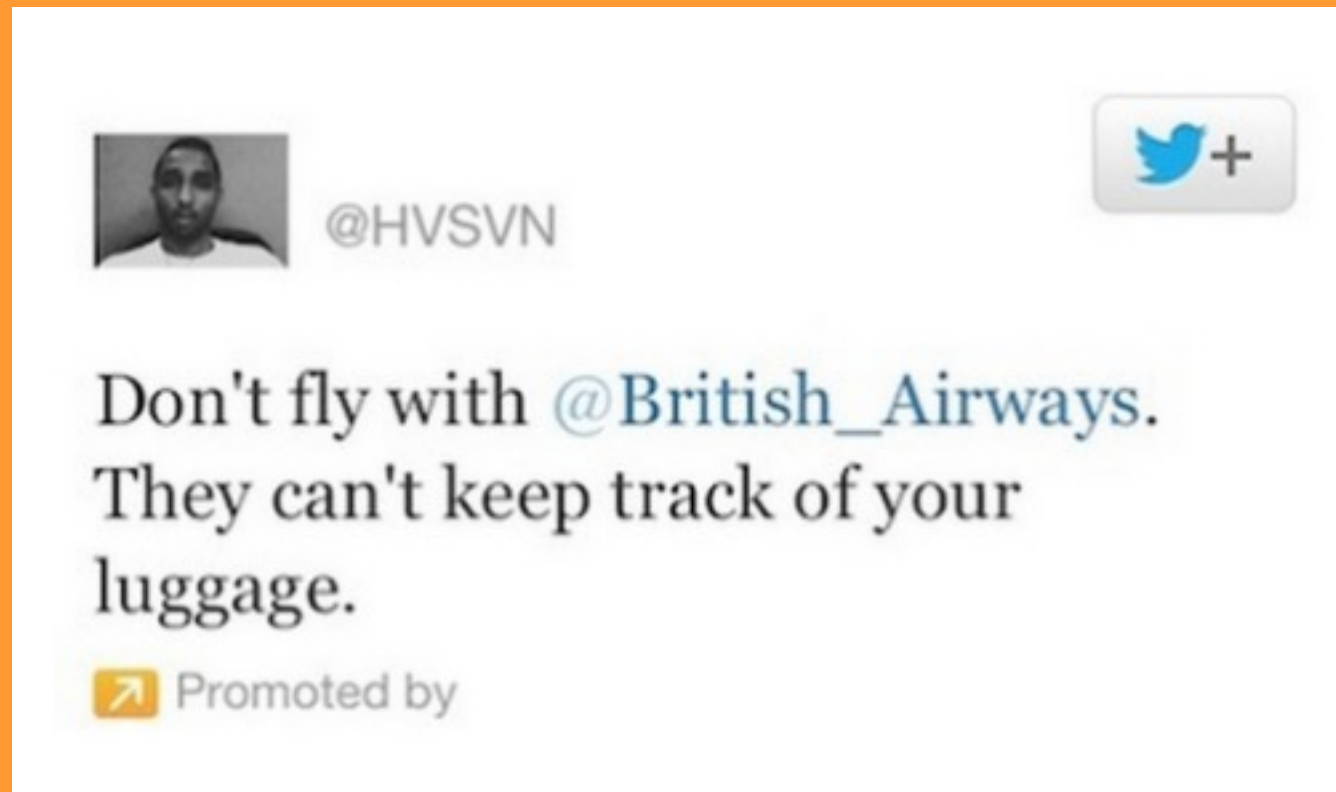 @HVSVN
+
Don't fly with @British_Airways.
They can't keep track of your
luggage.
Promoted by